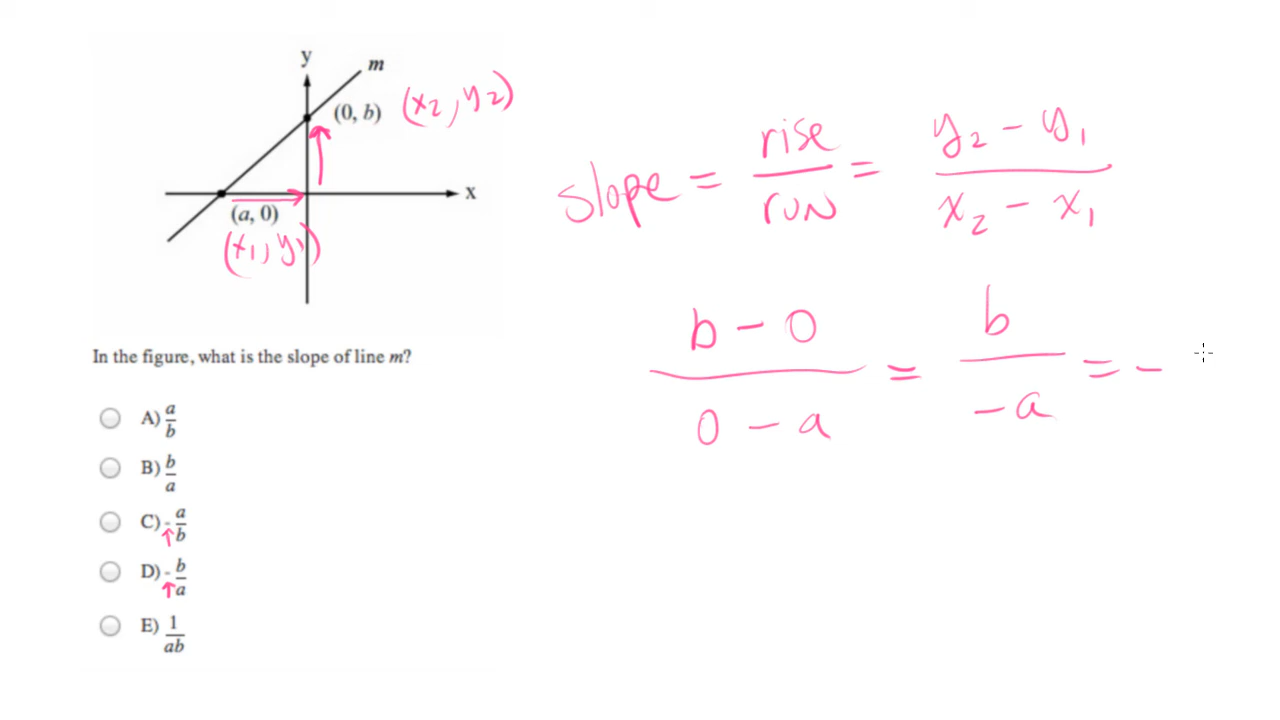 y
m
(0, b) (x2, y2)
x
(a, 0)
(x1, y1)
slope = rise/run = y2 - y1 / x2 - x1
b - 0 / 0 - a = b / -a = -
In the figure, what is the slope of line m?
A) a/b
B) b/a
C) - a/b
D) - b/a
E) 1/ab